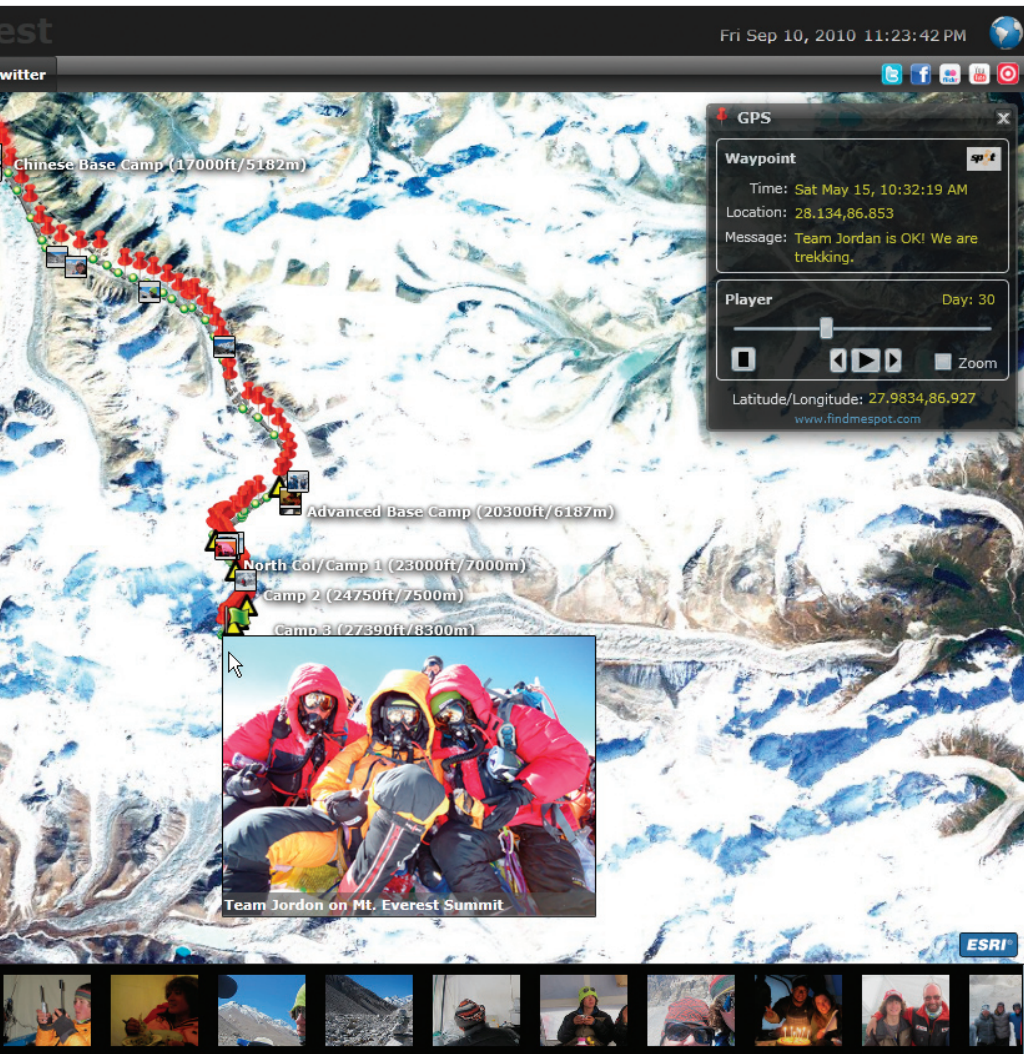 est
Fri Sep 10, 2010 11:23:42 PM
witter
flickr
GPS
Chinese Base Camp (17000ft/5182m)
Waypoint
spot
Time: Sat May 15, 10:32:19 AM
Location: 28.134,86.853
Message: Team Jordan is OK! We are
trekking.
Player
Day: 30
Zoom
Latitude/Longitude: 27.9834,86.927
www.findmespot.com
Advanced Base Camp (20300ft/6187m)
North Col/Camp 1 (23000ft/7000m)
Camp 2 (24750ft/7500m)
Camp 3 (27390ft/8300m)
Team Jordon on Mt. Everest Summit
ESRI